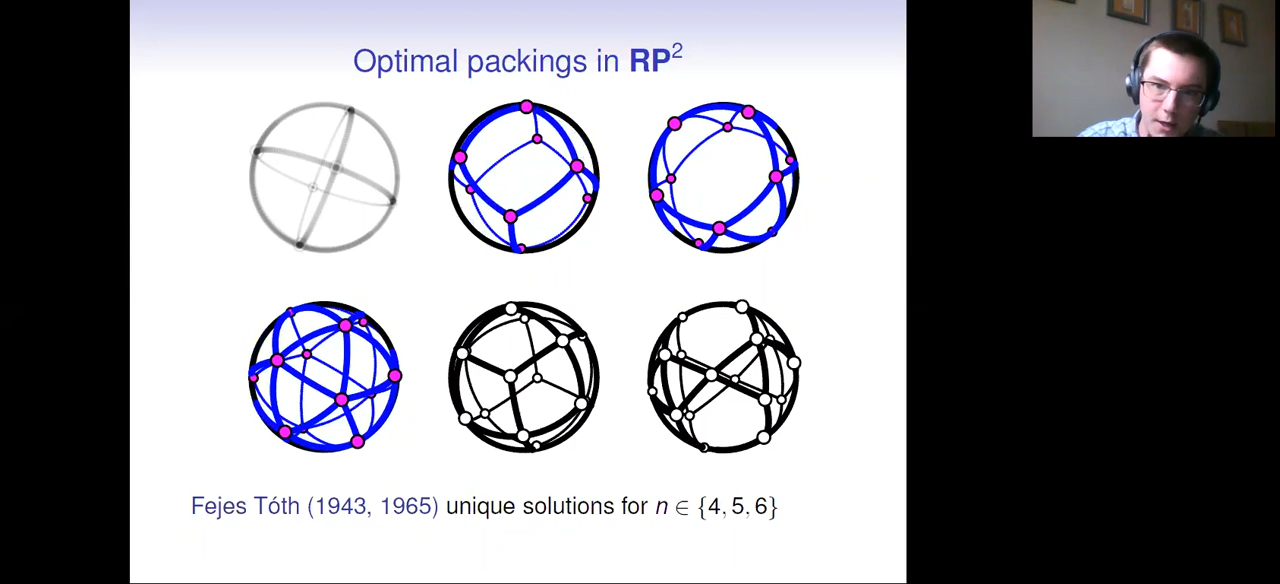 Optimal packings in RP²
Fejes Tóth (1943, 1965) unique solutions for n ∈ {4, 5, 6}